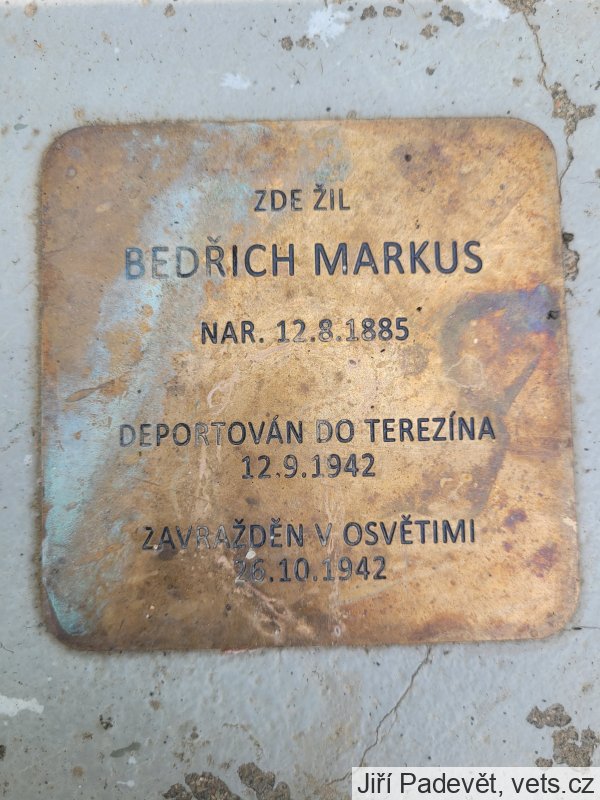 ZDE ŽIL
BEDŘICH MARKUS
NAR. 12.8.1885
DEPORTOVÁN DO TEREZÍNA
12.9.1942
ZAVRAŽDĚN V OSVĚTIMI
26.10.1942
Jiří Padevět, vets.cz